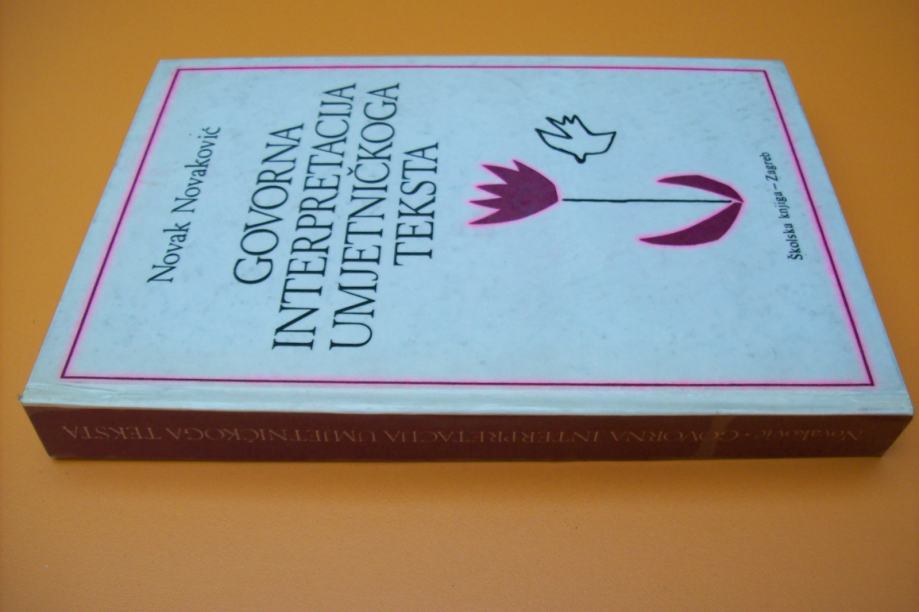 Novak Novaković
GOVORNA
INTERPRETACIJA
UMJETNIČKOGA
TEKSTA
Školska knjiga – Zagreb
Novaković • GOVORNA INTERPRETACIJA UMJETNIČKOGA TEKSTA